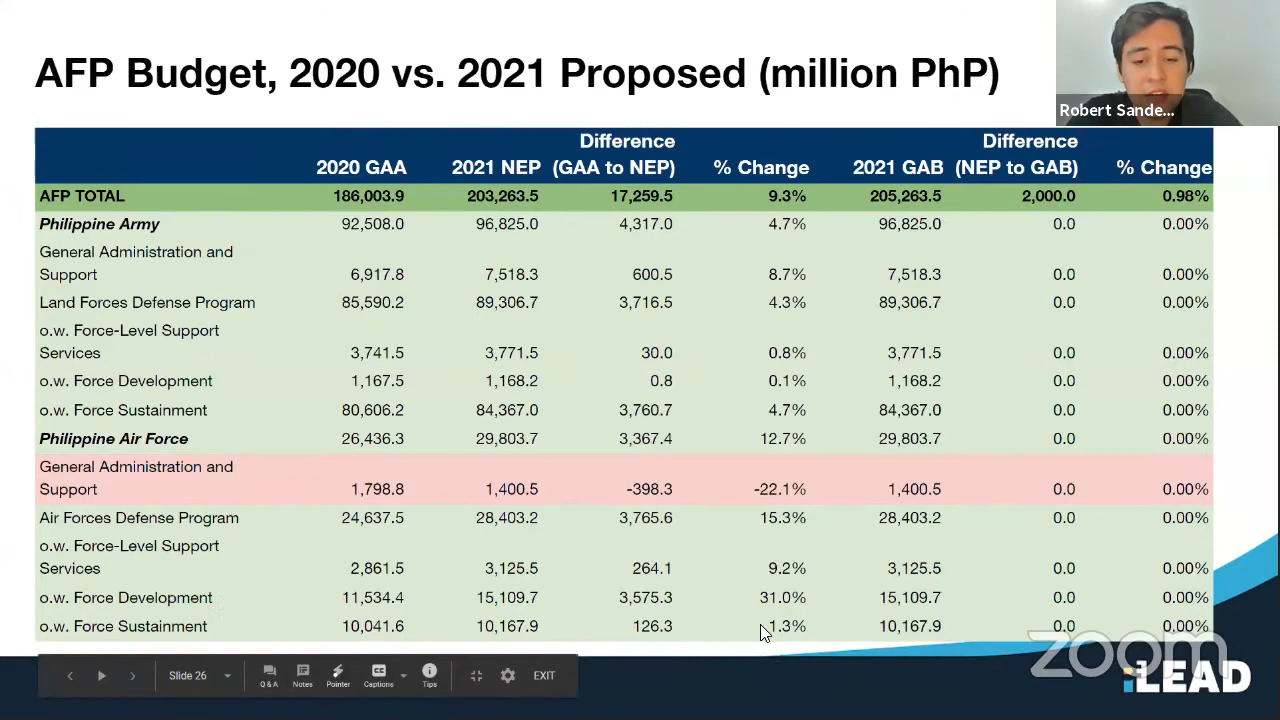 AFP Budget, 2020 vs. 2021 Proposed (million PhP)
Robert Sande...
Difference Difference
2020 GAA 2021 NEP (GAA to NEP) % Change 2021 GAB (NEP to GAB) % Change
AFP TOTAL 186,003.9 203,263.5 17,259.5 9.3% 205,263.5 2,000.0 0.98%
Philippine Army 92,508.0 96,825.0 4,317.0 4.7% 96,825.0 0.0 0.00%
General Administration and
Support 6,917.8 7,518.3 600.5 8.7% 7,518.3 0.0 0.00%
Land Forces Defense Program 85,590.2 89,306.7 3,716.5 4.3% 89,306.7 0.0 0.00%
o.w. Force-Level Support
Services 3,741.5 3,771.5 30.0 0.8% 3,771.5 0.0 0.00%
o.w. Force Development 1,167.5 1,168.2 0.8 0.1% 1,168.2 0.0 0.00%
o.w. Force Sustainment 80,606.2 84,367.0 3,760.7 4.7% 84,367.0 0.0 0.00%
Philippine Air Force 26,436.3 29,803.7 3,367.4 12.7% 29,803.7 0.0 0.00%
General Administration and
Support 1,798.8 1,400.5 -398.3 -22.1% 1,400.5 0.0 0.00%
Air Forces Defense Program 24,637.5 28,403.2 3,765.6 15.3% 28,403.2 0.0 0.00%
o.w. Force-Level Support
Services 2,861.5 3,125.5 264.1 9.2% 3,125.5 0.0 0.00%
o.w. Force Development 11,534.4 15,109.7 3,575.3 31.0% 15,109.7 0.0 0.00%
o.w. Force Sustainment 10,041.6 10,167.9 126.3 1.3% 10,167.9 0.0 0.00%
zoom
iLEAD
Slide 26 Q & A Notes Pointer CC Captions Tips EXIT